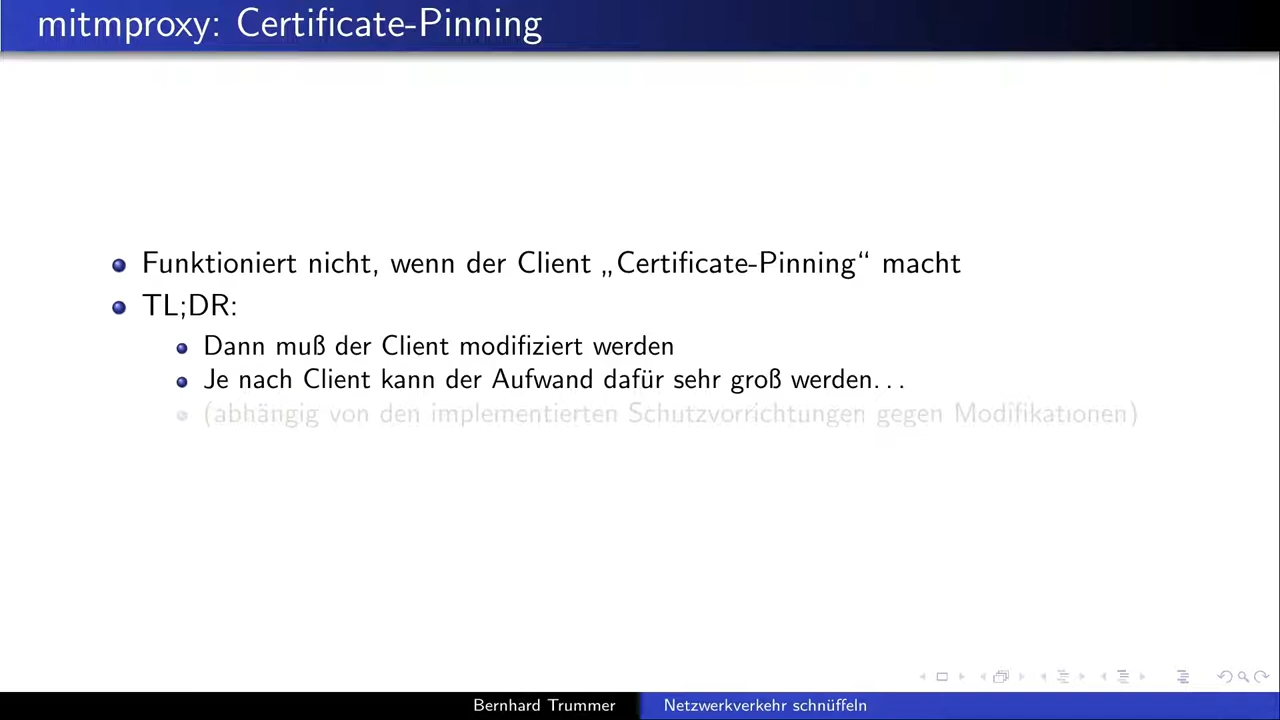 mitmproxy: Certificate-Pinning
Funktioniert nicht, wenn der Client „Certificate-Pinning“ macht
TL;DR:
Dann muß der Client modifiziert werden
Je nach Client kann der Aufwand dafür sehr groß werden...
(abhängig von den implementierten Schutzvorrichtungen gegen Modifikationen)
Bernhard Trummer
Netzwerkverkehr schnüffeln